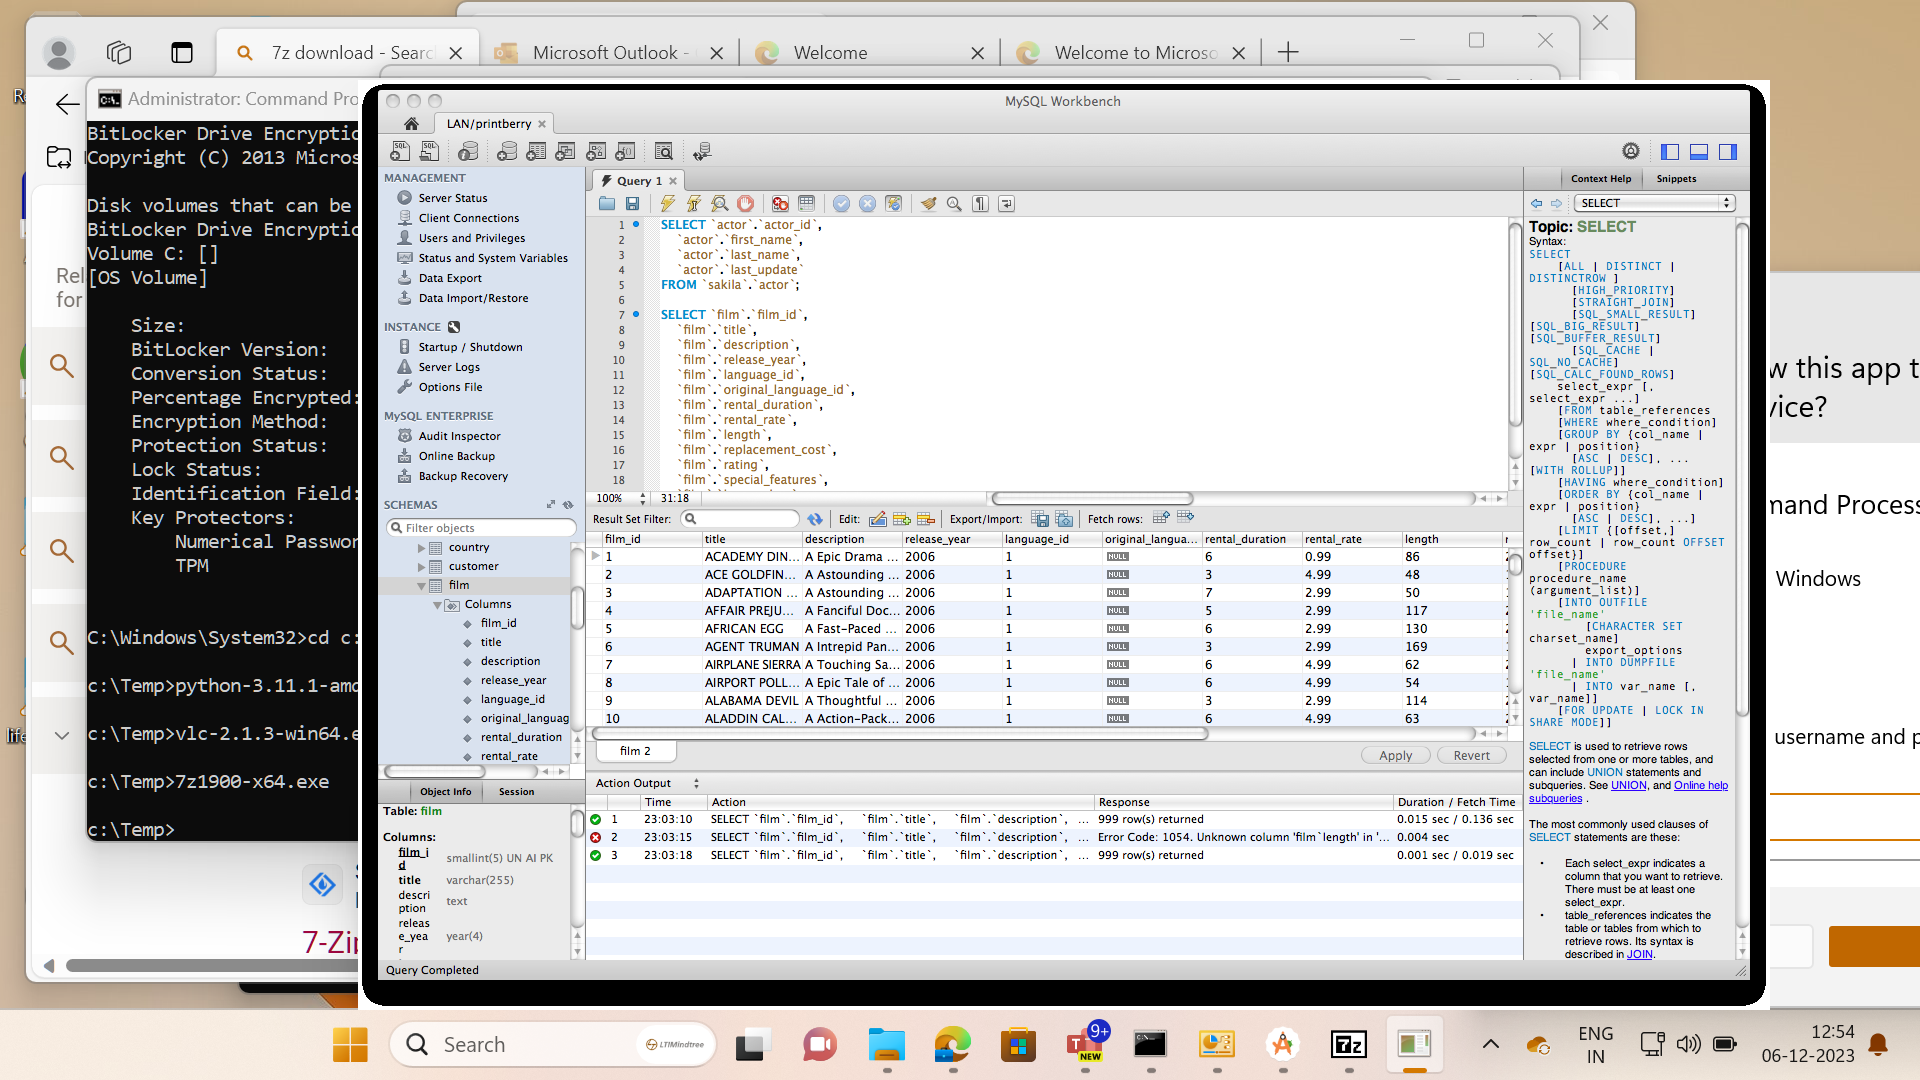 7z download - Searc
Microsoft Outlook -
Welcome
Welcome to Microso
Administrator: Command Pro
BitLocker Drive Encryptio
Copyright (C) 2013 Micros
Disk volumes that can be
BitLocker Drive Encryptio
Volume C: []
[OS Volume]
Size:
BitLocker Version:
Conversion Status:
Percentage Encrypted:
Encryption Method:
Protection Status:
Lock Status:
Identification Field:
Key Protectors:
Numerical Passwor
TPM
C:\Windows\System32>cd c:
c:\Temp>python-3.11.1-amd
c:\Temp>vlc-2.1.3-win64.e
c:\Temp>7z1900-x64.exe
c:\Temp>
Rel
for
life
7-Zip
MySQL Workbench
LAN/printberry
MANAGEMENT
Server Status
Client Connections
Users and Privileges
Status and System Variables
Data Export
Data Import/Restore
INSTANCE
Startup / Shutdown
Server Logs
Options File
MySQL ENTERPRISE
Audit Inspector
Online Backup
Backup Recovery
SCHEMAS
Filter objects
country
customer
film
Columns
film_id
title
description
release_year
language_id
original_languag
rental_duration
rental_rate
Object Info Session
Table: film
Columns:
film_i
d smallint(5) UN AI PK
title varchar(255)
descri
ption text
releas
e_yea
r year(4)
Query Completed
Query 1
1 SELECT `actor`.`actor_id`,
2 `actor`.`first_name`,
3 `actor`.`last_name`,
4 `actor`.`last_update`
5 FROM `sakila`.`actor`;
6
7 SELECT `film`.`film_id`,
8 `film`.`title`,
9 `film`.`description`,
10 `film`.`release_year`,
11 `film`.`language_id`,
12 `film`.`original_language_id`,
13 `film`.`rental_duration`,
14 `film`.`rental_rate`,
15 `film`.`length`,
16 `film`.`replacement_cost`,
17 `film`.`rating`,
18 `film`.`special_features`,
100% 31:18
Result Set Filter: Edit: Export/Import: Fetch rows:
film_id title description release_year language_id original_langua... rental_duration rental_rate length
1 ACADEMY DIN... A Epic Drama ... 2006 1 NULL 6 0.99 86
2 ACE GOLDFIN... A Astounding ... 2006 1 NULL 3 4.99 48
3 ADAPTATION ... A Astounding ... 2006 1 NULL 7 2.99 50
4 AFFAIR PREJU... A Fanciful Doc... 2006 1 NULL 5 2.99 117
5 AFRICAN EGG A Fast-Paced ... 2006 1 NULL 6 2.99 130
6 AGENT TRUMAN A Intrepid Pan... 2006 1 NULL 3 2.99 169
7 AIRPLANE SIERRA A Touching Sa... 2006 1 NULL 6 4.99 62
8 AIRPORT POLL... A Epic Tale of ... 2006 1 NULL 6 4.99 54
9 ALABAMA DEVIL A Thoughtful ... 2006 1 NULL 3 2.99 114
10 ALADDIN CAL... A Action-Pack... 2006 1 NULL 6 4.99 63
film 2
Apply Revert
Action Output
Time Action Response Duration / Fetch Time
1 23:03:10 SELECT `film`.`film_id`, `film`.`title`, `film`.`description`, ... 999 row(s) returned 0.015 sec / 0.136 sec
2 23:03:15 SELECT `film`.`film_id`, `film`.`title`, `film`.`description`, ... Error Code: 1054. Unknown column 'film`length' in '... 0.004 sec
3 23:03:18 SELECT `film`.`film_id`, `film`.`title`, `film`.`description`, ... 999 row(s) returned 0.001 sec / 0.019 sec
Context Help Snippets
SELECT
Topic: SELECT
Syntax:
SELECT
[ALL | DISTINCT |
DISTINCTROW ]
[HIGH_PRIORITY]
[STRAIGHT_JOIN]
[SQL_SMALL_RESULT]
[SQL_BIG_RESULT]
[SQL_BUFFER_RESULT]
[SQL_CACHE |
SQL_NO_CACHE]
[SQL_CALC_FOUND_ROWS]
select_expr [,
select_expr ...]
[FROM table_references
[WHERE where_condition]
[GROUP BY {col_name |
expr | position}
[ASC | DESC], ...
[WITH ROLLUP]]
[HAVING where_condition]
[ORDER BY {col_name |
expr | position}
[ASC | DESC], ...]
[LIMIT {[offset,]
row_count | row_count OFFSET
offset}]
[PROCEDURE
procedure_name
(argument_list)]
[INTO OUTFILE
'file_name'
[CHARACTER SET
charset_name]
export_options
| INTO DUMPFILE
'file_name'
| INTO var_name [,
var_name]]
[FOR UPDATE | LOCK IN
SHARE MODE]]
SELECT is used to retrieve rows
selected from one or more tables, and
can include UNION statements and
subqueries. See UNION, and Online help
subqueries .
The most commonly used clauses of
SELECT statements are these:
• Each select_expr indicates a
column that you want to retrieve.
There must be at least one
select_expr.
• table_references indicates the
table or tables from which to
retrieve rows. Its syntax is
described in JOIN.
w this app t
vice?
mand Process
Windows
username and p
Search
LTIMindtree
9+
NEW
7z
ENG
IN
12:54
06-12-2023